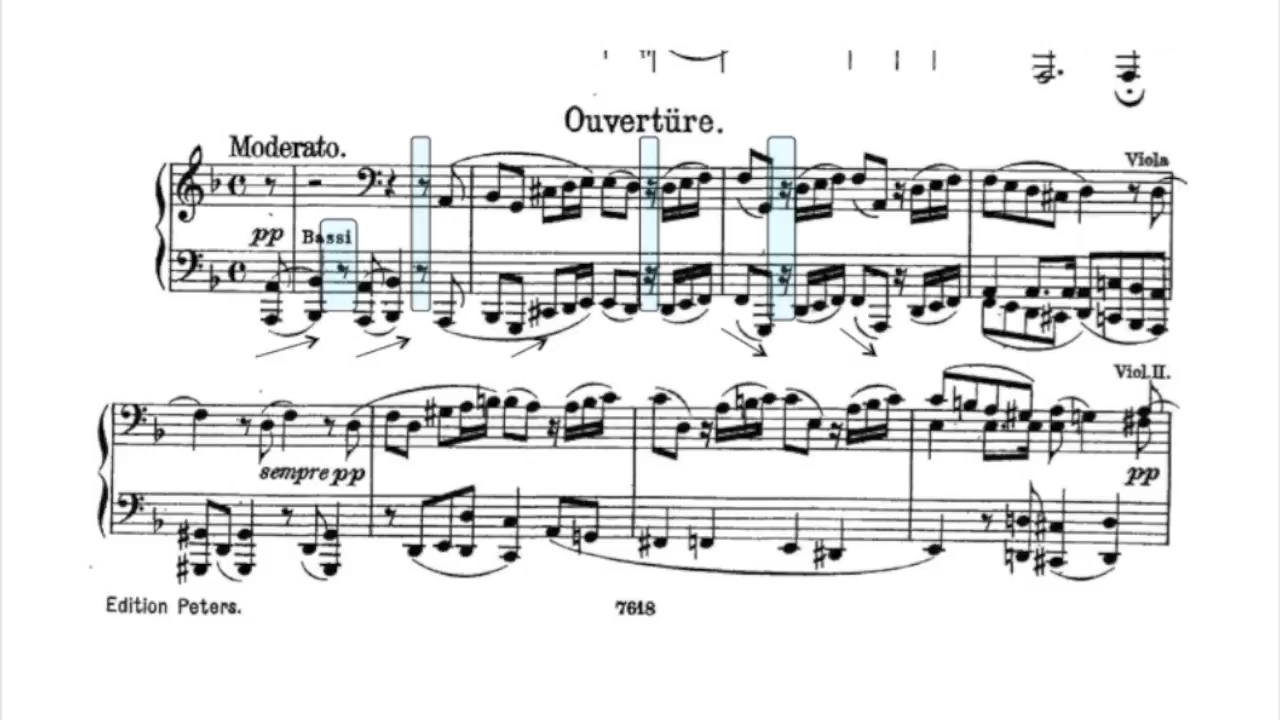 Ouvertüre.
Moderato.
Viola
pp
Bassi
Viol. II.
sempre pp
pp
Edition Peters.
7618